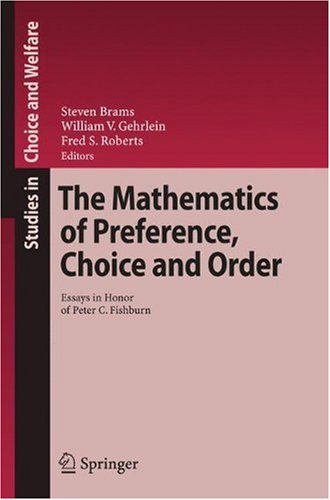 Studies in Choice and Welfare
Steven Brams
William V. Gehrlein
Fred S. Roberts
Editors
The Mathematics
of Preference,
Choice and Order
Essays in Honor
of Peter C. Fishburn
Springer